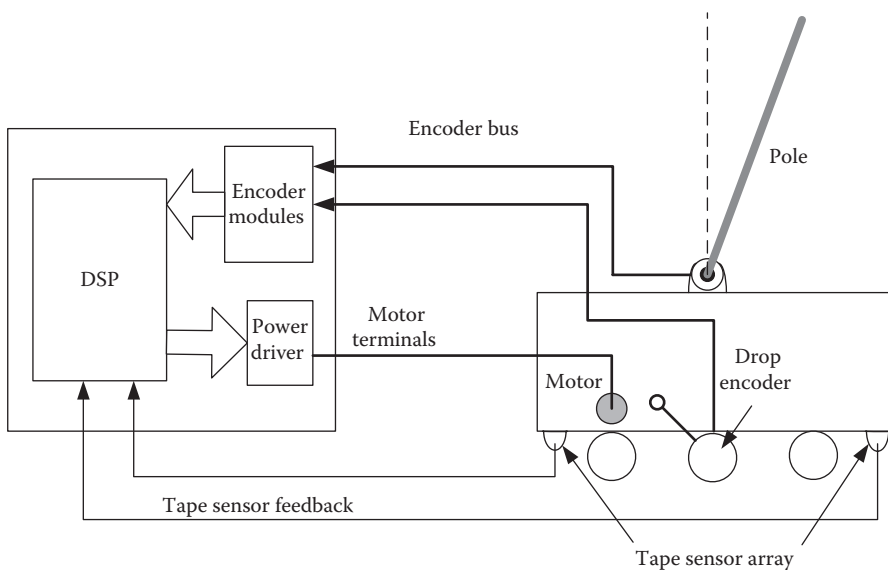 Encoder bus
Pole
Encoder
modules
DSP
Power
driver
Motor
terminals
Motor
Drop
encoder
Tape sensor feedback
Tape sensor array